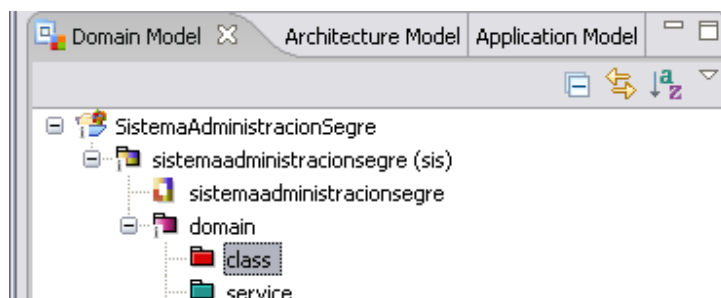 Domain Model Architecture Model Application Model
SistemaAdministracionSegre
sistemaadministracionsegre (sis)
sistemaadministracionsegre
domain
class
service